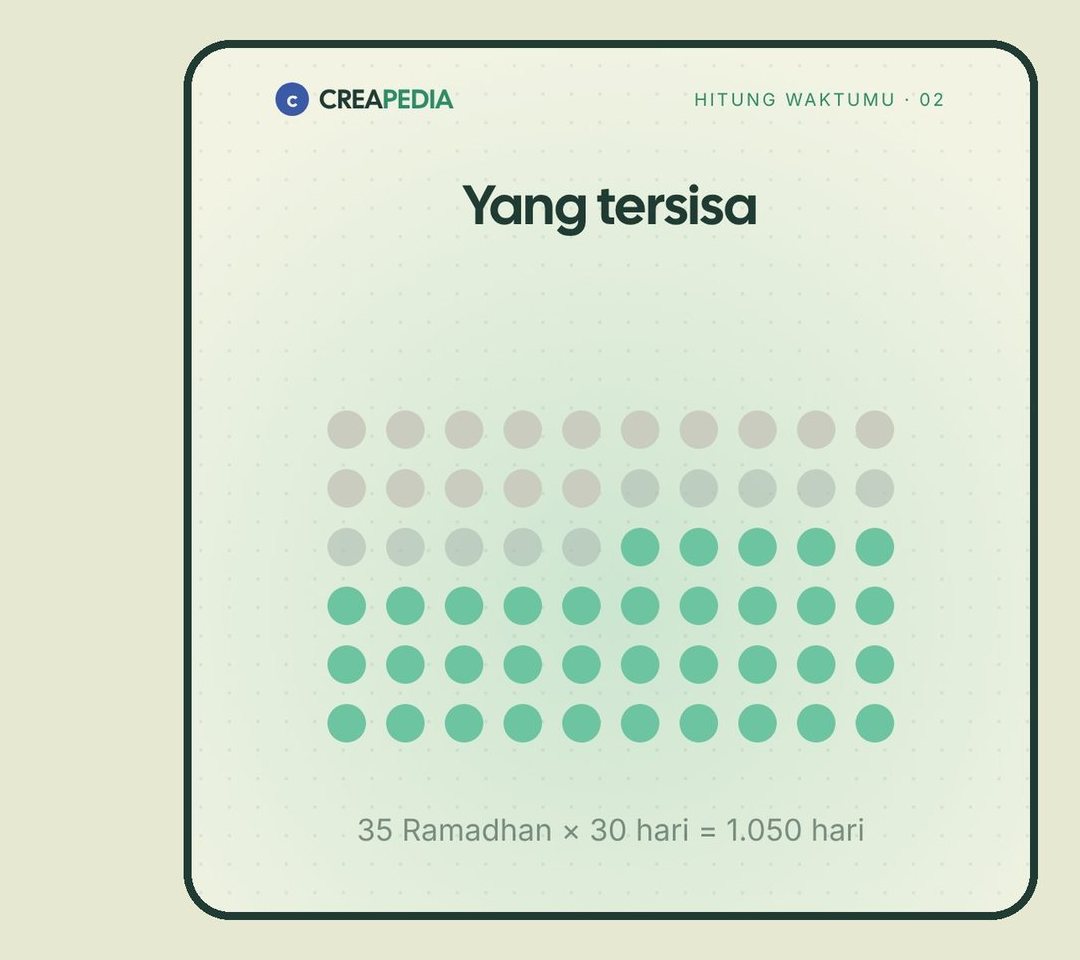 C CREAPEDIA
HITUNG WAKTUMU · 02
Yang tersisa
35 Ramadhan × 30 hari = 1.050 hari